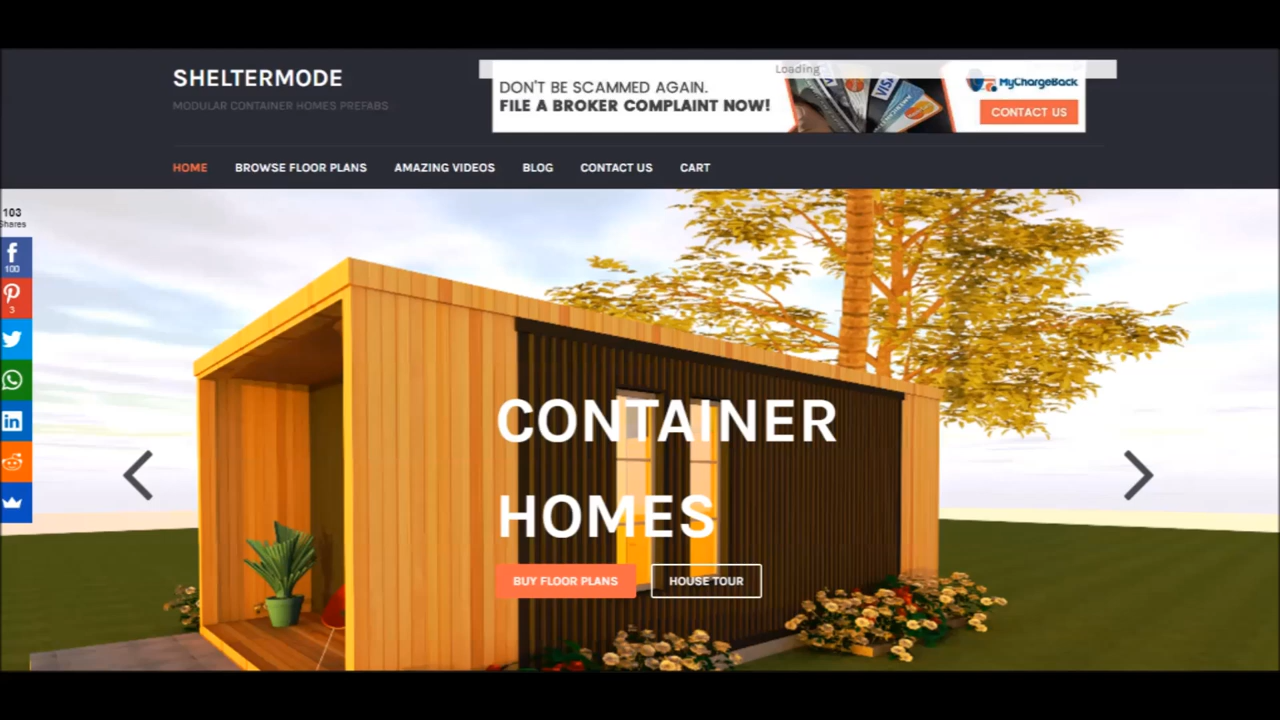 SHELTERMODE
MODULAR CONTAINER HOMES PREFABS
Loading
DON'T BE SCAMMED AGAIN.
FILE A BROKER COMPLAINT NOW!
VISA
MyChargeBack
CONTACT US
HOME BROWSE FLOOR PLANS AMAZING VIDEOS BLOG CONTACT US CART
103
Shares
100
3
CONTAINER
HOMES
BUY FLOOR PLANS HOUSE TOUR